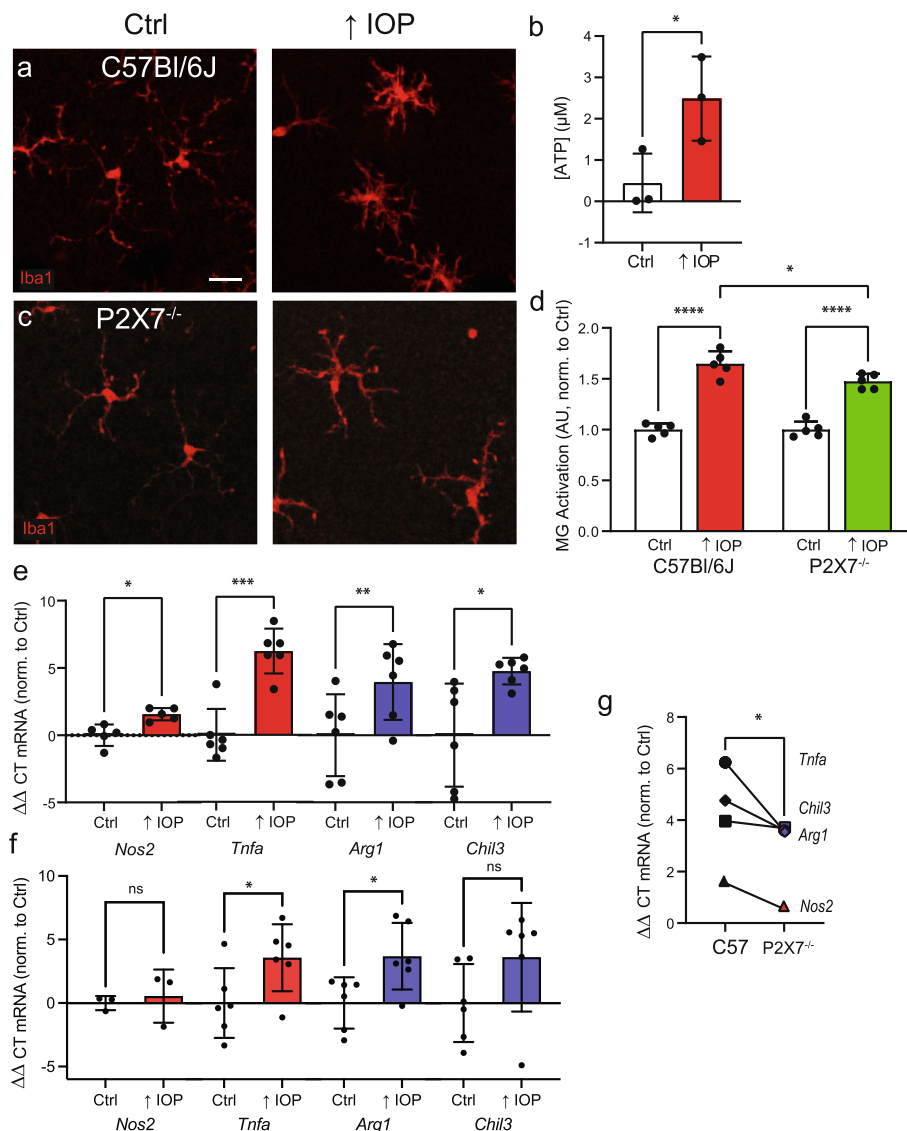 Ctrl
↑ IOP
a
C57Bl/6J
Iba1
c
P2X7-/-
Iba1
b
*
[ATP] (µM)
4
3
2
1
0
-1
Ctrl
↑ IOP
d
*
****
****
MG Activation (AU, norm. to Ctrl)
2.0
1.5
1.0
0.5
0.0
Ctrl
↑ IOP
Ctrl
↑ IOP
C57Bl/6J
P2X7-/-
e
*
***
**
*
ΔΔ CT mRNA (norm. to Ctrl)
10
5
0
-5
Ctrl
↑ IOP
Ctrl
↑ IOP
Ctrl
↑ IOP
Ctrl
↑ IOP
Nos2
Tnfa
Arg1
Chil3
f
ns
*
*
ns
ΔΔ CT mRNA (norm. to Ctrl)
10
5
0
-5
Ctrl
↑ IOP
Ctrl
↑ IOP
Ctrl
↑ IOP
Ctrl
↑ IOP
Nos2
Tnfa
Arg1
Chil3
g
*
ΔΔ CT mRNA (norm. to Ctrl)
8
6
4
2
0
Tnfa
Chil3
Arg1
Nos2
C57
P2X7-/-